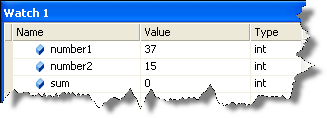 Watch 1
Name Value Type
number1 37 int
number2 15 int
sum 0 int